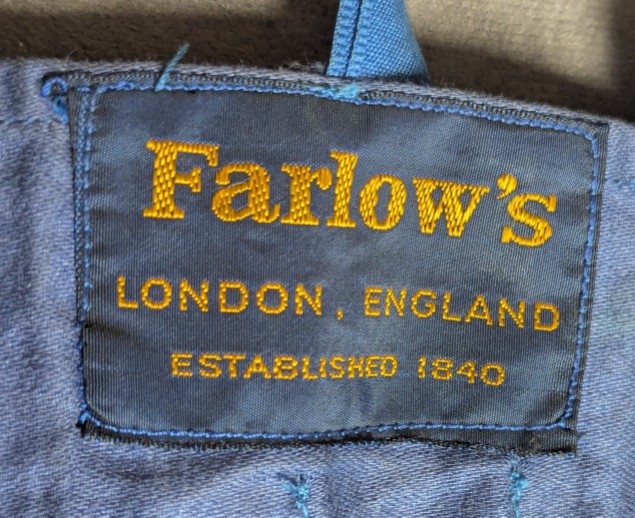 Farlow's
LONDON, ENGLAND
ESTABLISHED 1840